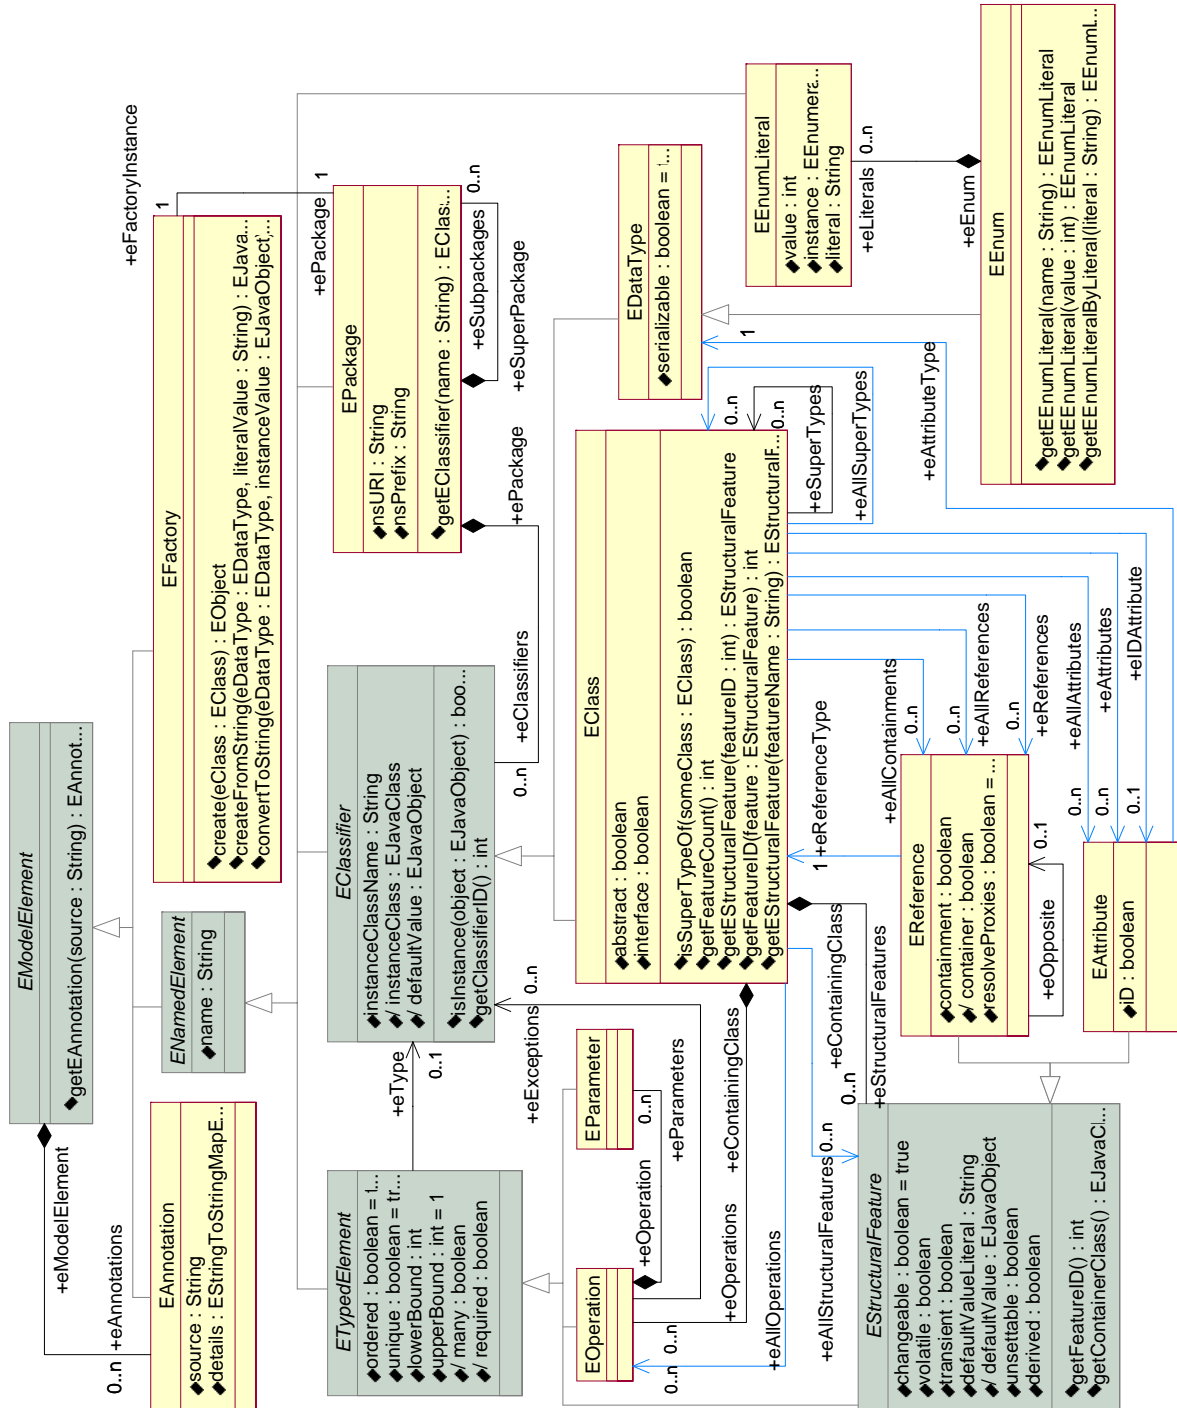 EModelElement
getEAnnotation(source : String) : EAnnot...
+eModelElement
+eAnnotations
0..n
EAnnotation
source : String
details : EStringToStringMapE...
ENamedElement
name : String
EFactory
create(eClass : EClass) : EObject
createFromString(eDataType : EDataType, literalValue : String) : EJava...
convertToString(eDataType : EDataType, instanceValue : EJavaObject,...
+eFactoryInstance
1
+ePackage
1
ETypedElement
ordered : boolean = t...
unique : boolean = tr...
lowerBound : int
upperBound : int = 1
/ many : boolean
/ required : boolean
+eType
0..1
EClassifier
instanceClassName : String
/ instanceClass : EJavaClass
/ defaultValue : EJavaObject
isInstance(object : EJavaObject) : boo...
getClassifierID() : int
+eExceptions
0..n
+eClassifiers
0..n
+ePackage
EPackage
nsURI : String
nsPrefix : String
getEClassifier(name : String) : EClas...
+eSubpackages
0..n
+eSuperPackage
EOperation
+eOperation
EParameter
0..n
+eParameters
+eOperations
0..n
+eContainingClass
+eAllOperations
0..n
EClass
abstract : boolean
interface : boolean
isSuperTypeOf(someClass : EClass) : boolean
getFeatureCount() : int
getEStructuralFeature(featureID : int) : EStructuralFeature
getFeatureID(feature : EStructuralFeature) : int
getEStructuralFeature(featureName : String) : EStructuralF...
+eSuperTypes
0..n
+eAllSuperTypes
0..n
EDataType
serializable : boolean = t...
EEnumLiteral
value : int
instance : EEnumera...
literal : String
+eLiterals
0..n
+eEnum
EEnum
getEEnumLiteral(name : String) : EEnumLiteral
getEEnumLiteral(value : int) : EEnumLiteral
getEEnumLiteralByLiteral(literal : String) : EEnumL...
+eAttributeType
1
+eAllStructuralFeatures
0..n
+eContainingClass
+eStructuralFeatures
0..n
EStructuralFeature
changeable : boolean = true
volatile : boolean
transient : boolean
defaultValueLiteral : String
/ defaultValue : EJavaObject
unsettable : boolean
derived : boolean
getFeatureID() : int
getContainerClass() : EJavaCl...
+eReferenceType
1
+eAllContainments
0..n
+eAllReferences
0..n
+eReferences
0..n
EReference
containment : boolean
/ container : boolean
resolveProxies : boolean = ...
+eOpposite
0..1
+eAllAttributes
0..n
+eAttributes
0..n
+eIDAttribute
0..1
EAttribute
iD : boolean